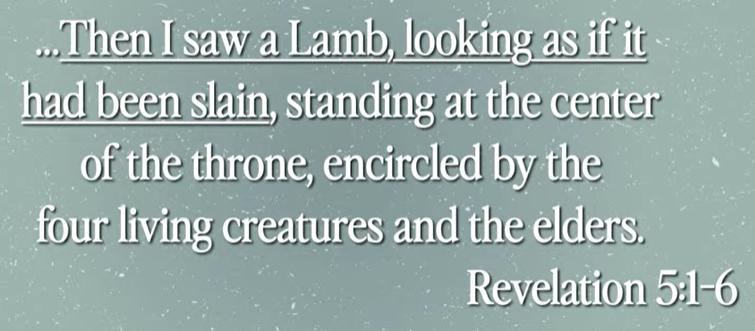 ...Then I saw a Lamb, looking as if it
had been slain, standing at the center
of the throne, encircled by the
four living creatures and the elders.
Revelation 5:1-6